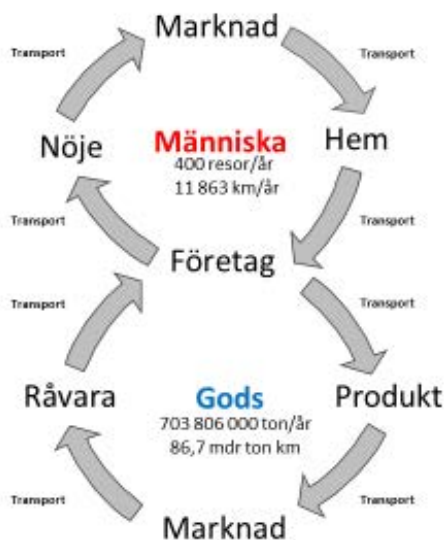 Marknad
Transport
Transport
Nöje
Människa
Hem
400 resor/år
11 863 km/år
Transport
Transport
Företag
Transport
Transport
Råvara
Gods
Produkt
703 806 000 ton/år
86,7 mdr ton km
Transport
Transport
Marknad